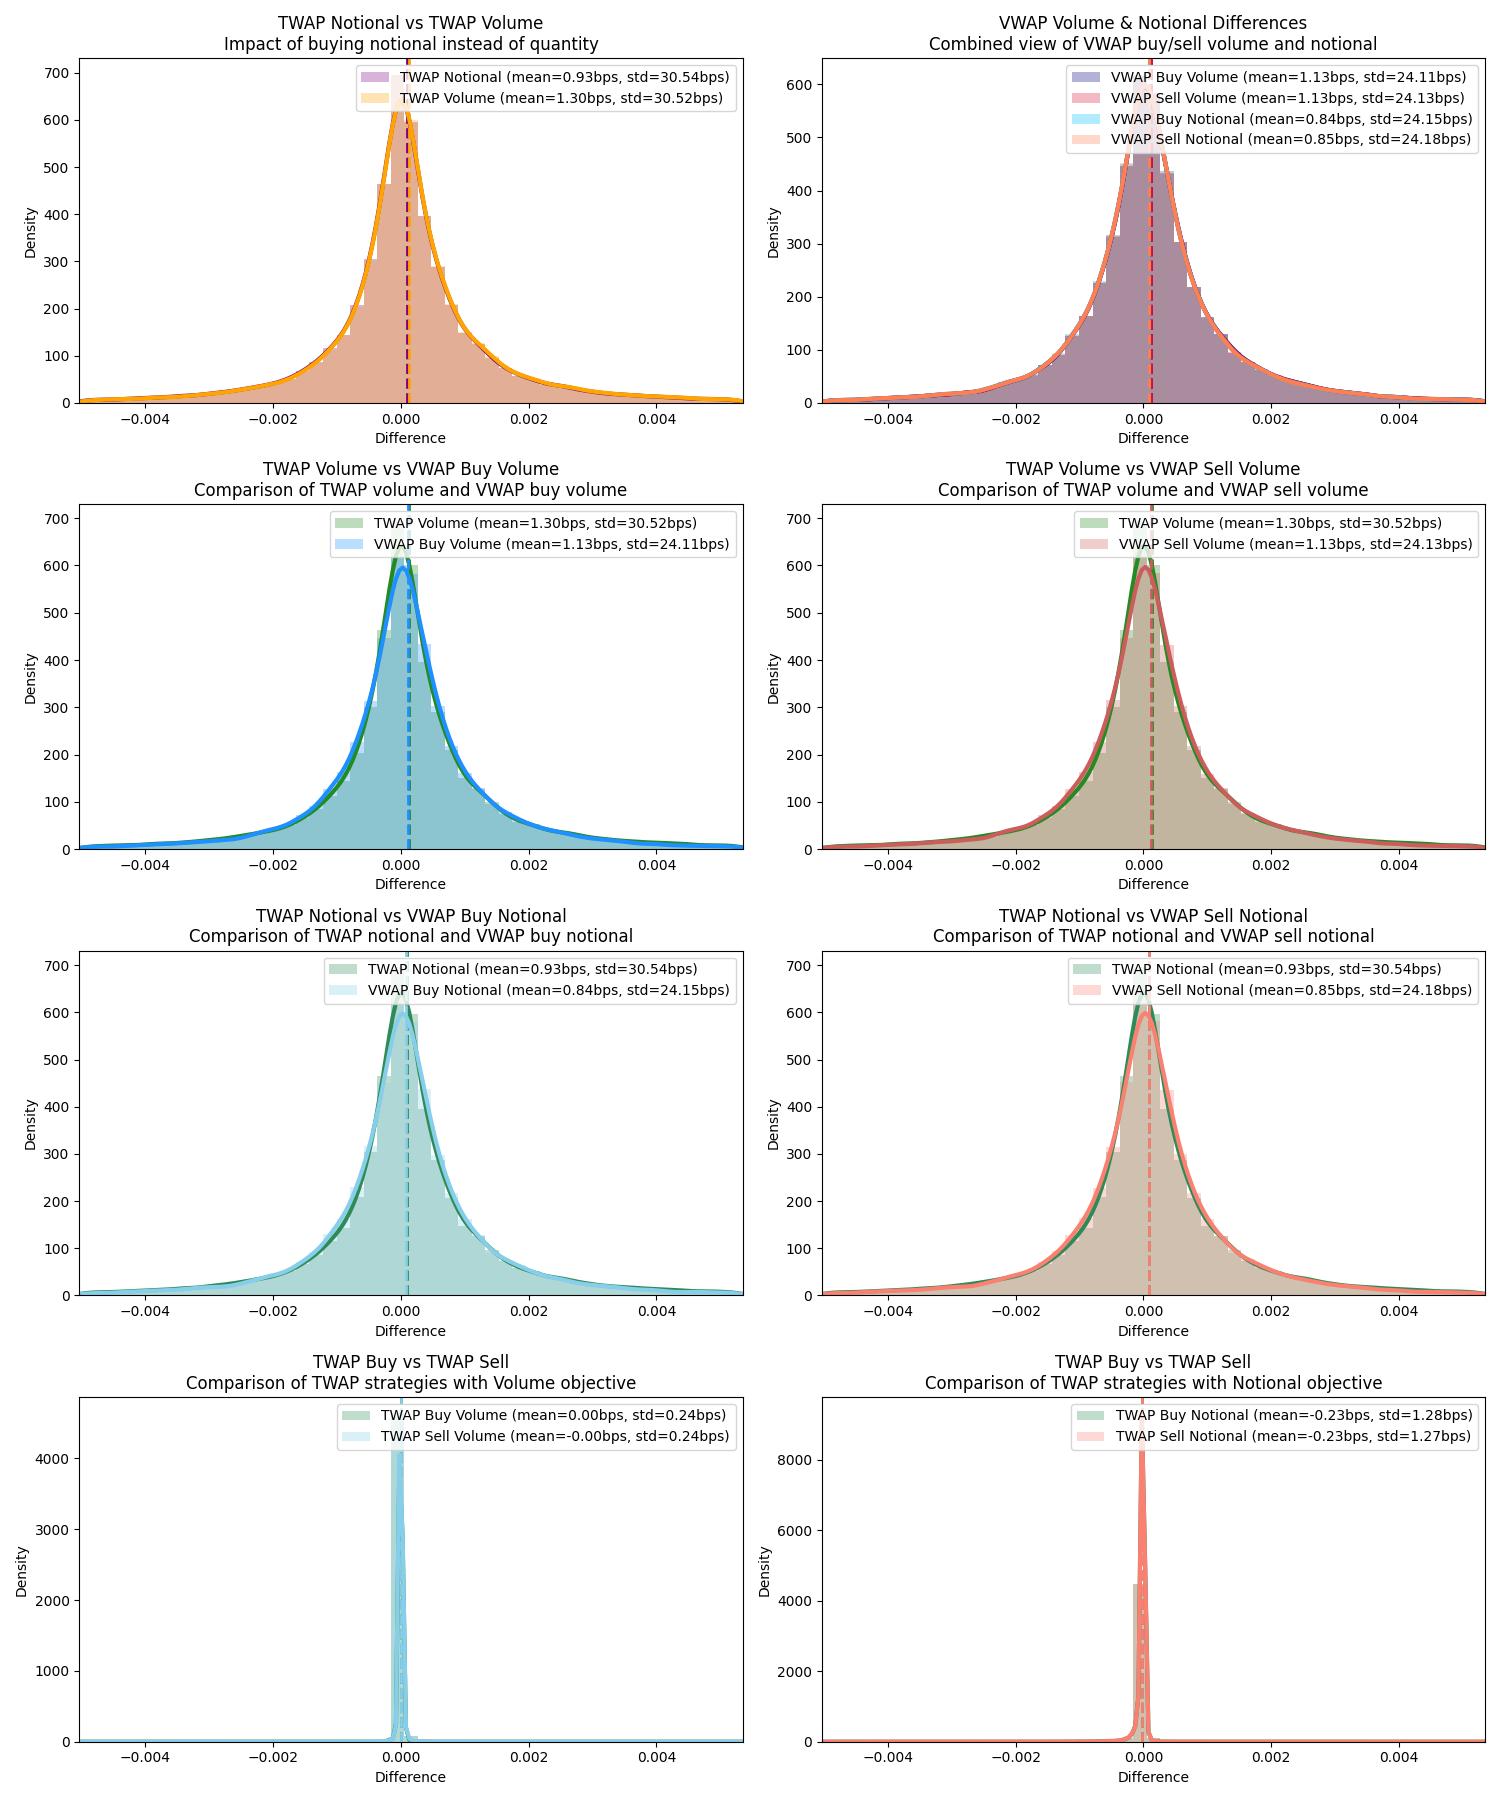 TWAP Notional vs TWAP Volume
Impact of buying notional instead of quantity
TWAP Notional (mean=0.93bps, std=30.54bps)
TWAP Volume (mean=1.30bps, std=30.52bps)
700
600
500
400
300
200
100
0
Density
−0.004
−0.002
0.000
0.002
0.004
Difference
VWAP Volume & Notional Differences
Combined view of VWAP buy/sell volume and notional
VWAP Buy Volume (mean=1.13bps, std=24.11bps)
VWAP Sell Volume (mean=1.13bps, std=24.13bps)
VWAP Buy Notional (mean=0.84bps, std=24.15bps)
VWAP Sell Notional (mean=0.85bps, std=24.18bps)
600
500
400
300
200
100
0
Density
−0.004
−0.002
0.000
0.002
0.004
Difference
TWAP Volume vs VWAP Buy Volume
Comparison of TWAP volume and VWAP buy volume
TWAP Volume (mean=1.30bps, std=30.52bps)
VWAP Buy Volume (mean=1.13bps, std=24.11bps)
700
600
500
400
300
200
100
0
Density
−0.004
−0.002
0.000
0.002
0.004
Difference
TWAP Volume vs VWAP Sell Volume
Comparison of TWAP volume and VWAP sell volume
TWAP Volume (mean=1.30bps, std=30.52bps)
VWAP Sell Volume (mean=1.13bps, std=24.13bps)
700
600
500
400
300
200
100
0
Density
−0.004
−0.002
0.000
0.002
0.004
Difference
TWAP Notional vs VWAP Buy Notional
Comparison of TWAP notional and VWAP buy notional
TWAP Notional (mean=0.93bps, std=30.54bps)
VWAP Buy Notional (mean=0.84bps, std=24.15bps)
700
600
500
400
300
200
100
0
Density
−0.004
−0.002
0.000
0.002
0.004
Difference
TWAP Notional vs VWAP Sell Notional
Comparison of TWAP notional and VWAP sell notional
TWAP Notional (mean=0.93bps, std=30.54bps)
VWAP Sell Notional (mean=0.85bps, std=24.18bps)
700
600
500
400
300
200
100
0
Density
−0.004
−0.002
0.000
0.002
0.004
Difference
TWAP Buy vs TWAP Sell
Comparison of TWAP strategies with Volume objective
TWAP Buy Volume (mean=0.00bps, std=0.24bps)
TWAP Sell Volume (mean=-0.00bps, std=0.24bps)
4000
3000
2000
1000
0
Density
−0.004
−0.002
0.000
0.002
0.004
Difference
TWAP Buy vs TWAP Sell
Comparison of TWAP strategies with Notional objective
TWAP Buy Notional (mean=-0.23bps, std=1.28bps)
TWAP Sell Notional (mean=-0.23bps, std=1.27bps)
8000
6000
4000
2000
0
Density
−0.004
−0.002
0.000
0.002
0.004
Difference